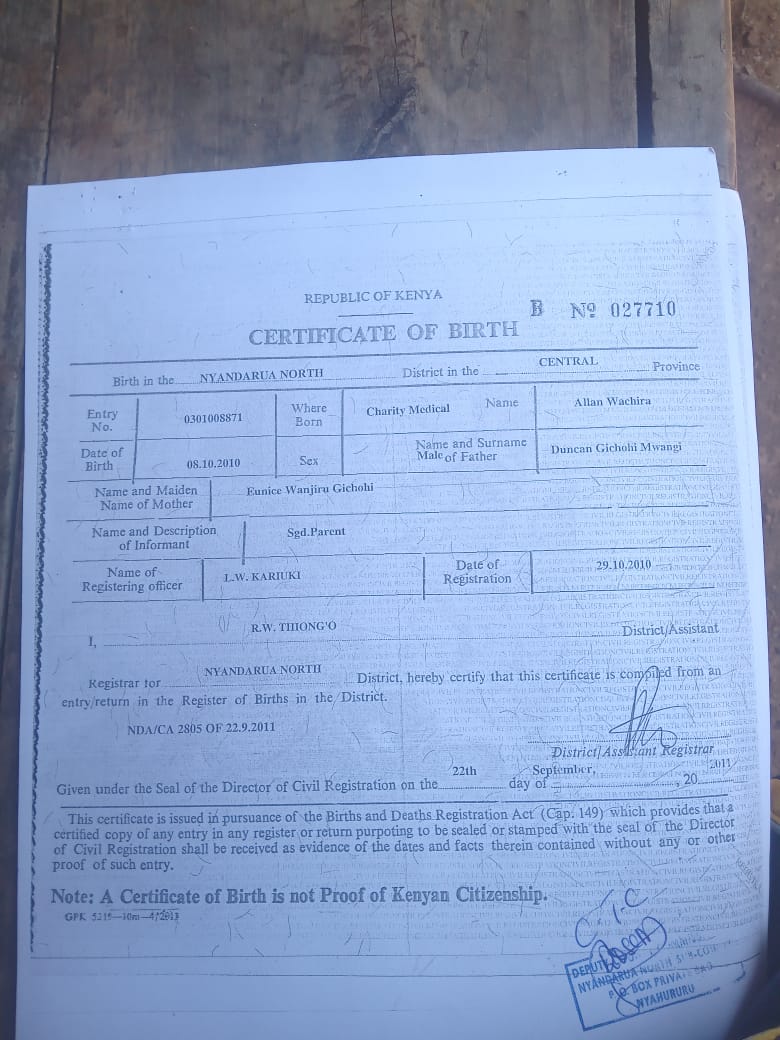 REPUBLIC OF KENYA
B Nº 027710
CERTIFICATE OF BIRTH
Birth in the NYANDARUA NORTH District in the CENTRAL Province
Entry No. 0301008871 Where Born Charity Medical Name Allan Wachira
Date of Birth 08.10.2010 Sex Male Name and Surname of Father Duncan Gichohi Mwangi
Name and Maiden Name of Mother Eunice Wanjiru Gichohi
Name and Description of Informant Sgd.Parent
Name of Registering officer L.W. KARIUKI Date of Registration 29.10.2010
I, R.W. THIONG'O District/Assistant
Registrar for NYANDARUA NORTH District, hereby certify that this certificate is compiled from an
entry/return in the Register of Births in the District.
NDA/CA 2805 OF 22.9.2011
District/Assistant Registrar
Given under the Seal of the Director of Civil Registration on the 22th day of September, 2011
This certificate is issued in pursuance of the Births and Deaths Registration Act (Cap. 149) which provides that a
certified copy of any entry in any register or return purpoting to be sealed or stamped with the seal of the Director
of Civil Registration shall be received as evidence of the dates and facts therein contained without any or other
proof of such entry.
Note: A Certificate of Birth is not Proof of Kenyan Citizenship.
C.T.C
DEPUTY
NYANDARUA NORTH SUB-COUNTY
P. O. BOX PRIVATE BAG
NYAHURURU